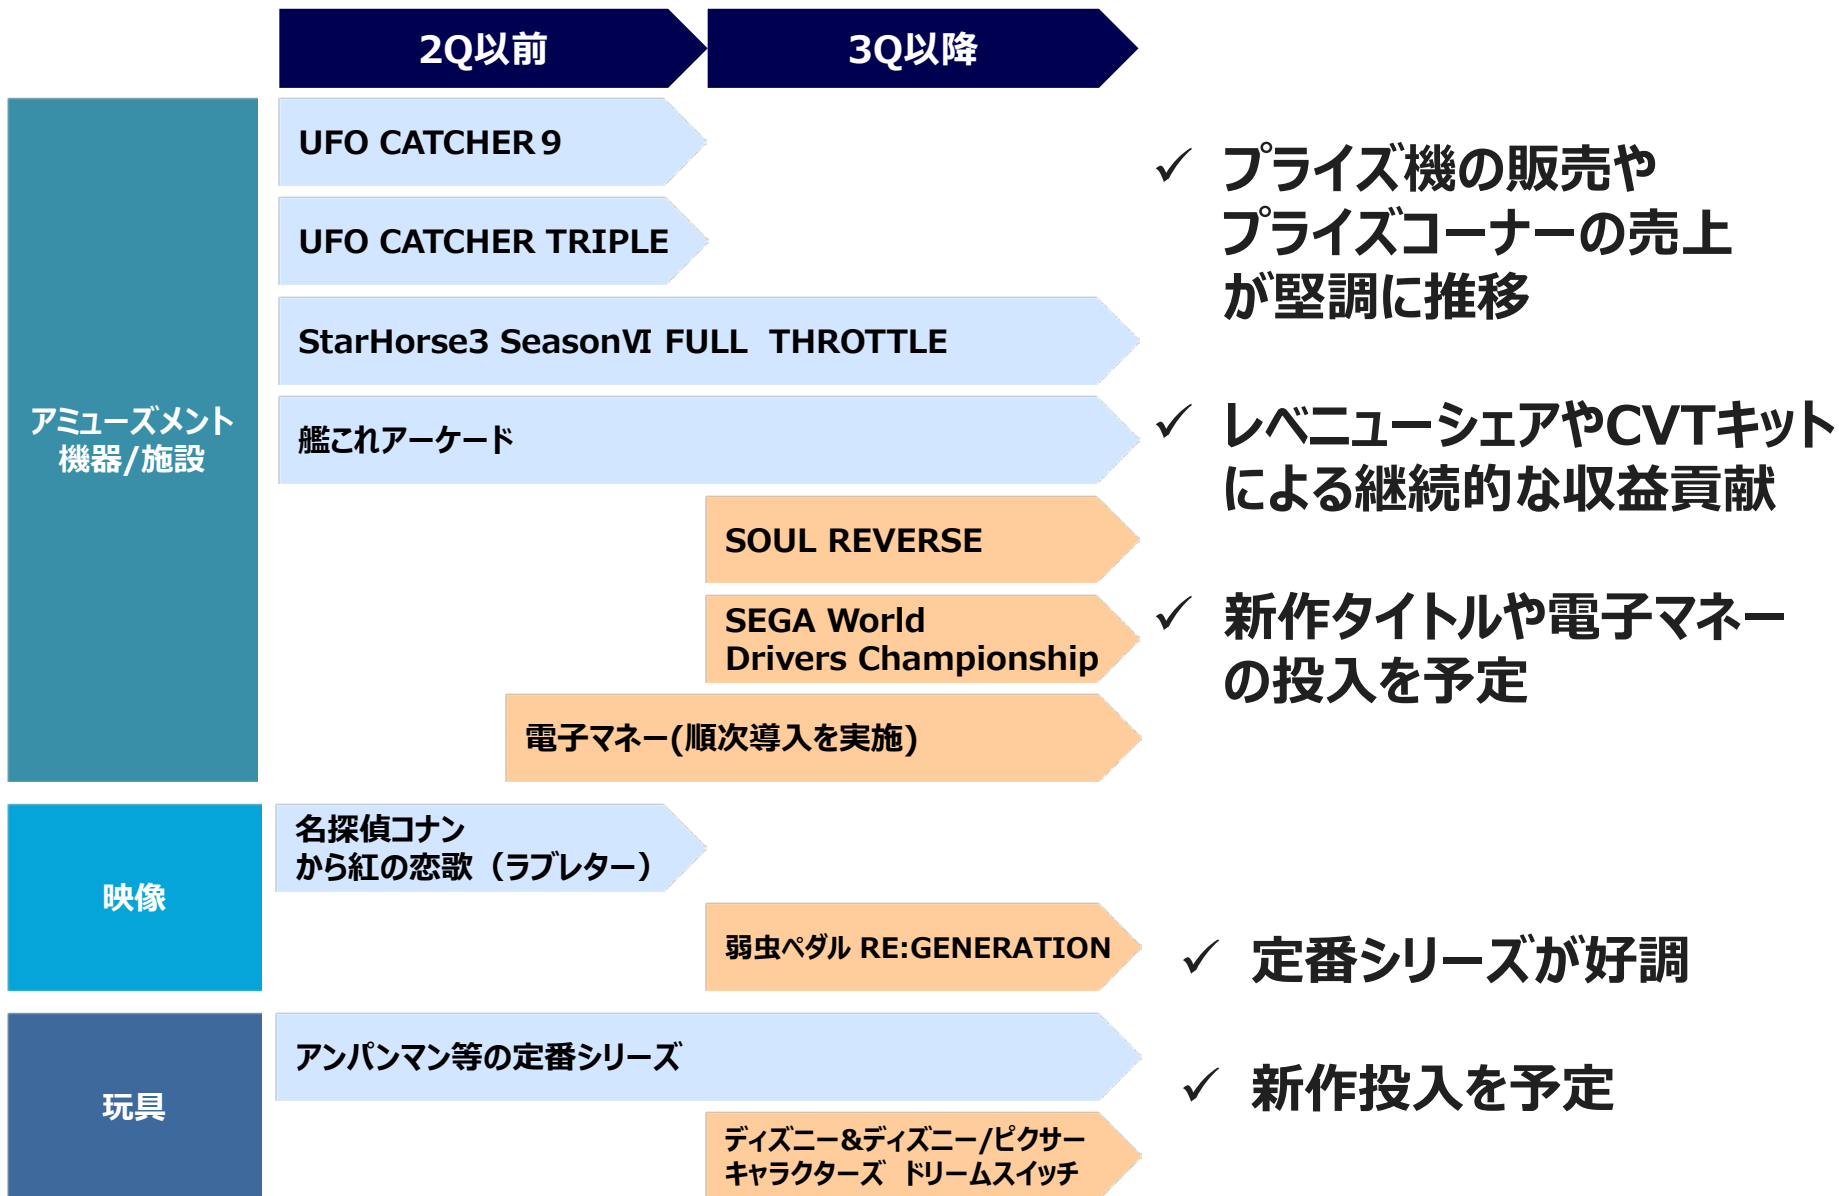 2Q以前
3Q以降
アミューズメント
機器/施設
UFO CATCHER 9
UFO CATCHER TRIPLE
StarHorse3 SeasonⅥ FULL THROTTLE
艦これアーケード
SOUL REVERSE
SEGA World
Drivers Championship
電子マネー(順次導入を実施)
✓ プライズ機の販売や
プライズコーナーの売上
が堅調に推移
✓ レベニューシェアやCVTキット
による継続的な収益貢献
✓ 新作タイトルや電子マネー
の投入を予定
映像
名探偵コナン
から紅の恋歌（ラブレター）
弱虫ペダル RE:GENERATION
玩具
アンパンマン等の定番シリーズ
ディズニー&ディズニー/ピクサー
キャラクターズ ドリームスイッチ
✓ 定番シリーズが好調
✓ 新作投入を予定